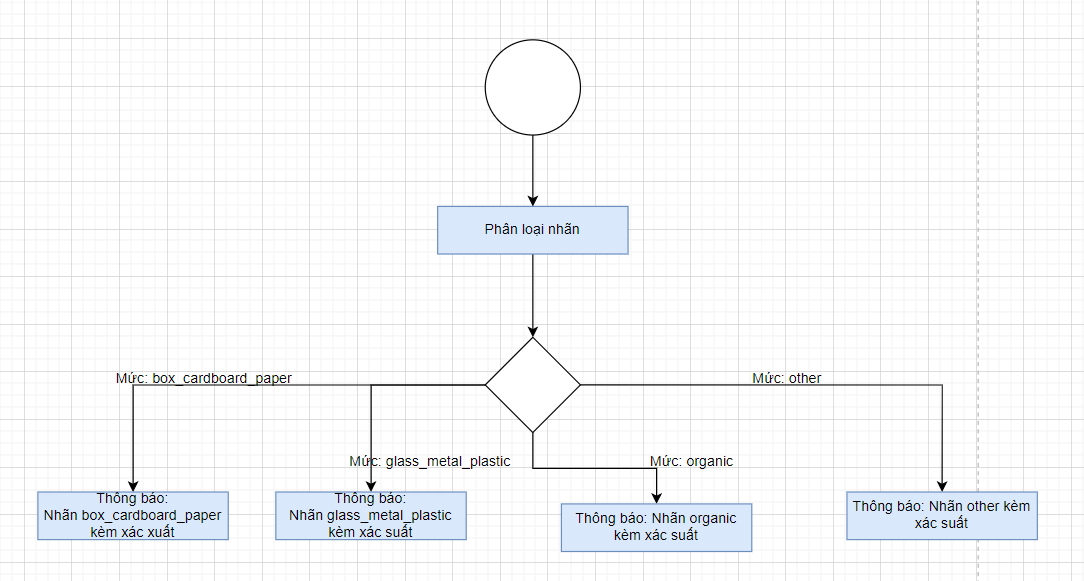 Phân loại nhãn
Mức: box_cardboard_paper
Mức: other
Mức: glass_metal_plastic
Mức: organic
Thông báo:
Nhãn box_cardboard_paper
kèm xác xuất
Thông báo:
Nhãn glass_metal_plastic
kèm xác suất
Thông báo: Nhãn organic
kèm xác suất
Thông báo: Nhãn other kèm
xác suất